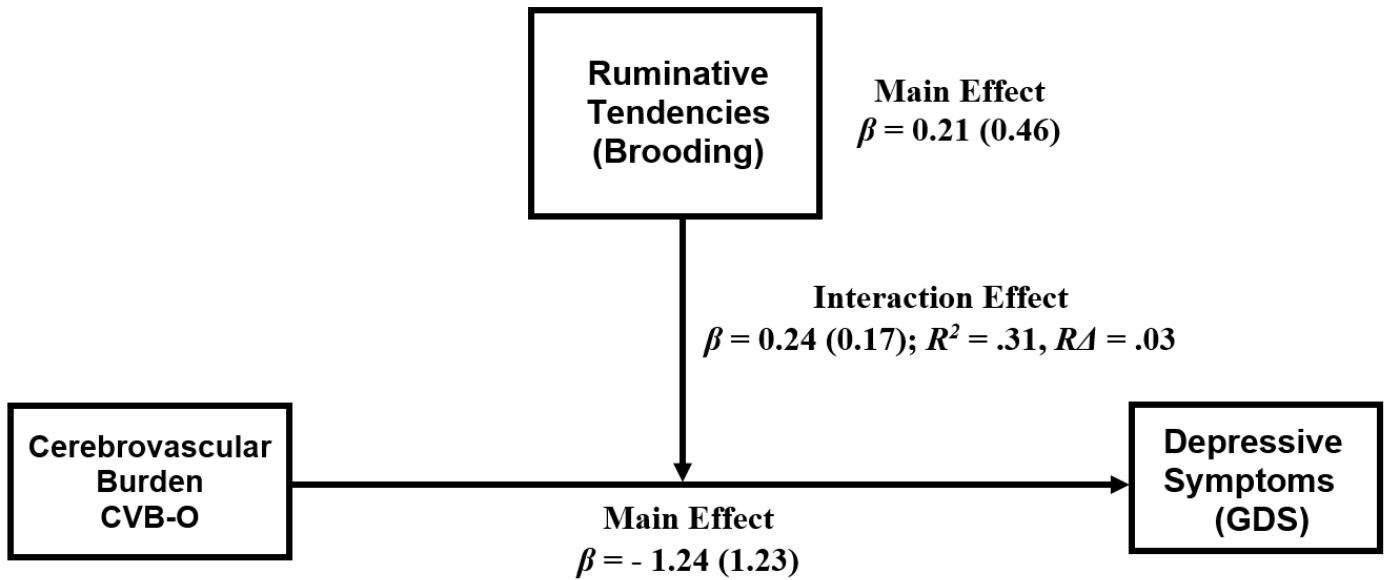 Ruminative
Tendencies
(Brooding)
Main Effect
β = 0.21 (0.46)
Interaction Effect
β = 0.24 (0.17); R² = .31, RΔ = .03
Cerebrovascular
Burden
CVB-O
Main Effect
β = - 1.24 (1.23)
Depressive
Symptoms
(GDS)